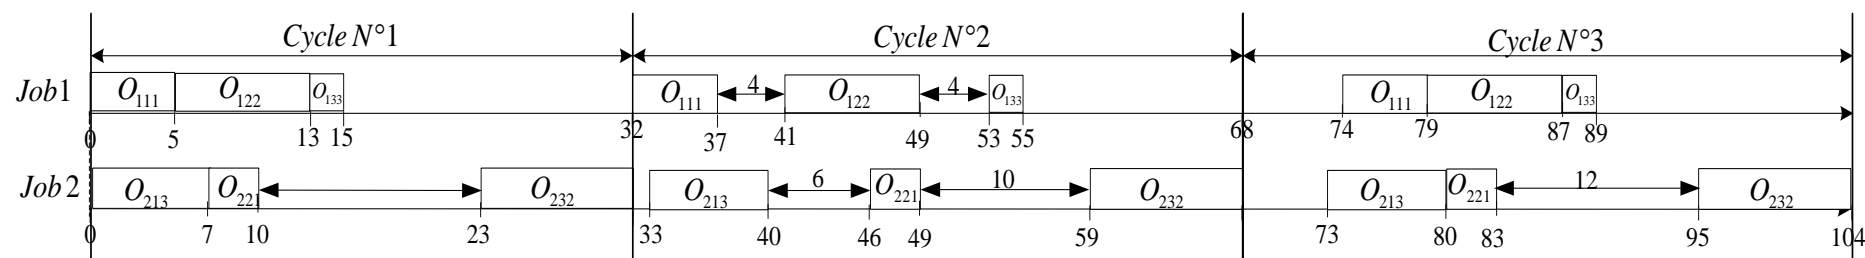 Cycle N°1 Cycle N°2 Cycle N°3
Job1 O111 O122 O133 O111 4 O122 4 O133 O111 O122 O133
0 5 13 15 32 37 41 49 53 55 68 74 79 87 89
Job2 O213 O221 O232 O213 6 O221 10 O232 O213 O221 12 O232
0 7 10 23 33 40 46 49 59 73 80 83 95 104